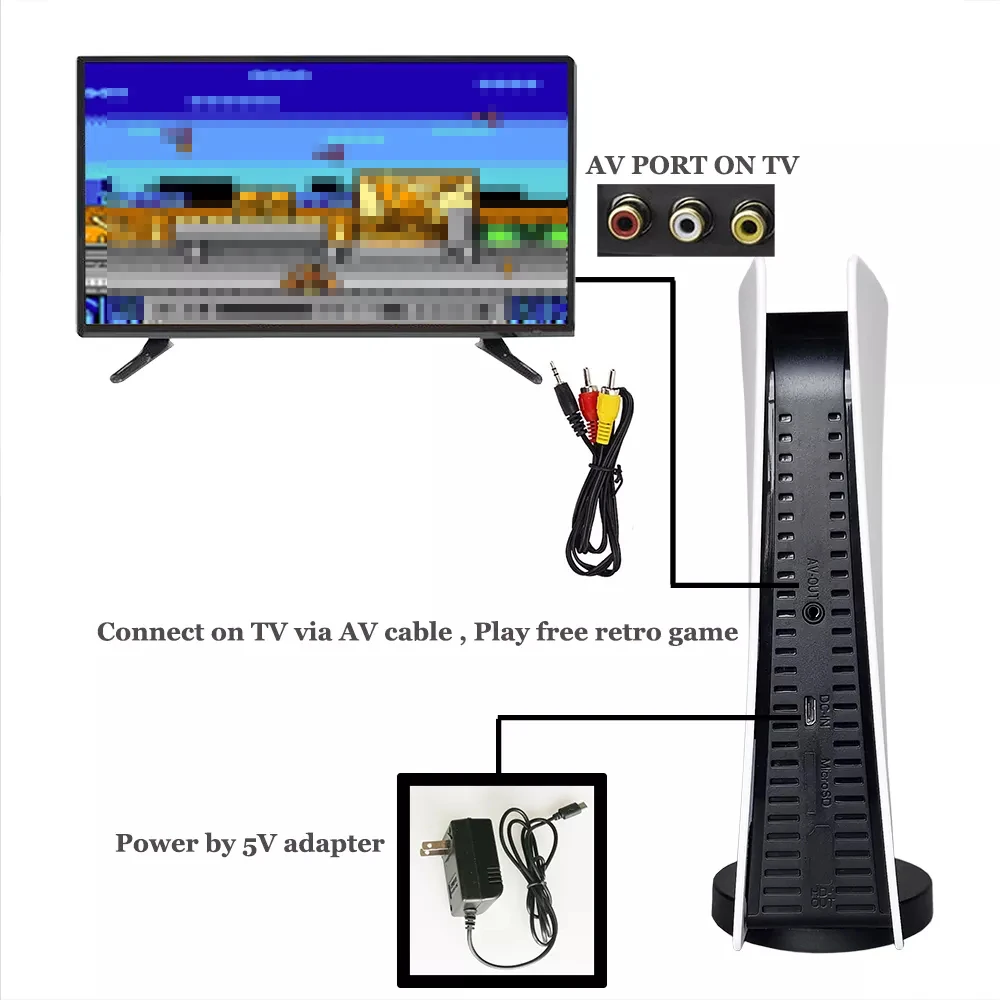 AV PORT ON TV
AV-OUT
Connect on TV via AV cable , Play free retro game
DC-IN
MicroSD
Power by 5V adapter